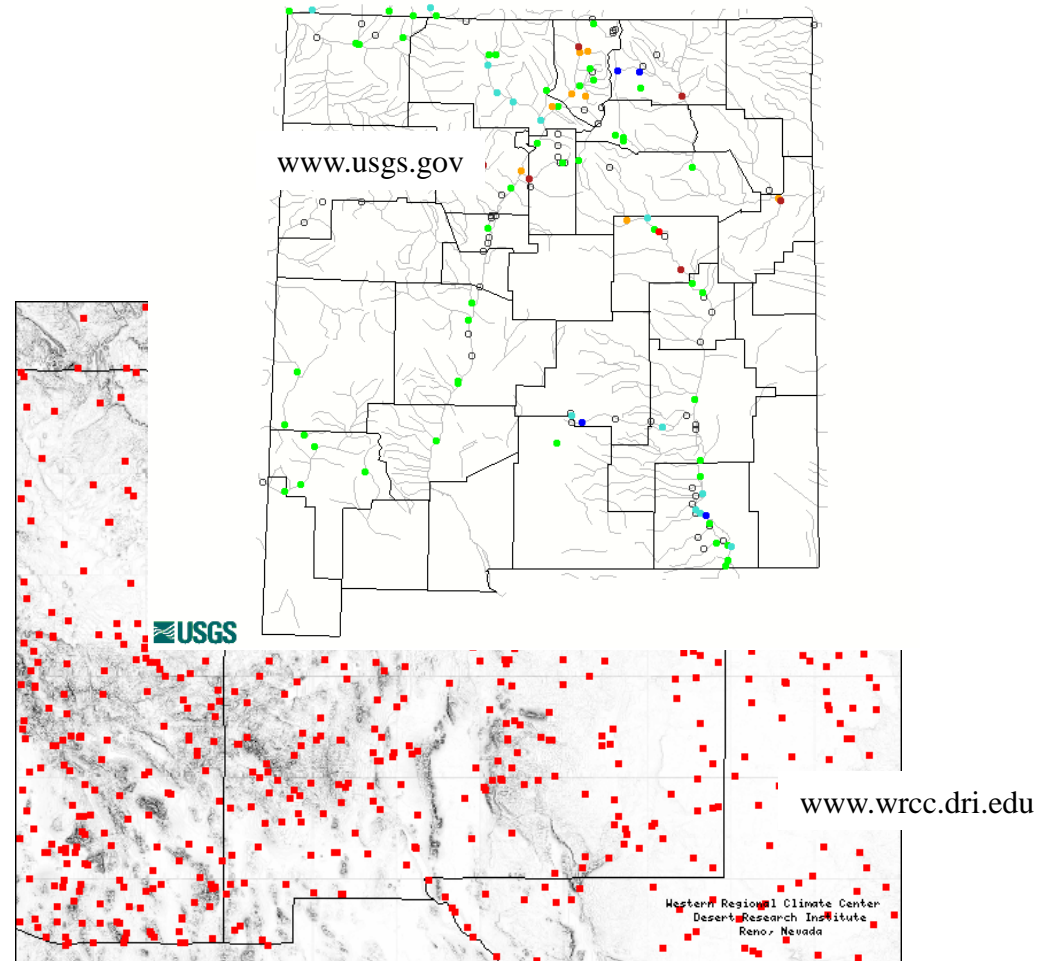 www.usgs.gov
USGS
www.wrcc.dri.edu
Western Regional Climate Center
Desert Research Institute
Reno, Nevada